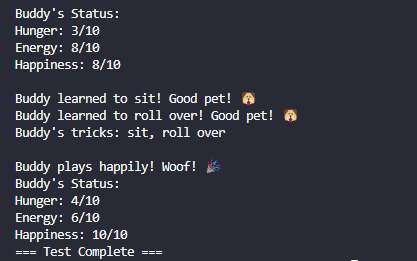 Buddy's Status:
Hunger: 3/10
Energy: 8/10
Happiness: 8/10

Buddy learned to sit! Good pet! 🐶
Buddy learned to roll over! Good pet! 🐶
Buddy's tricks: sit, roll over

Buddy plays happily! Woof! 🎉
Buddy's Status:
Hunger: 4/10
Energy: 6/10
Happiness: 10/10
=== Test Complete ===